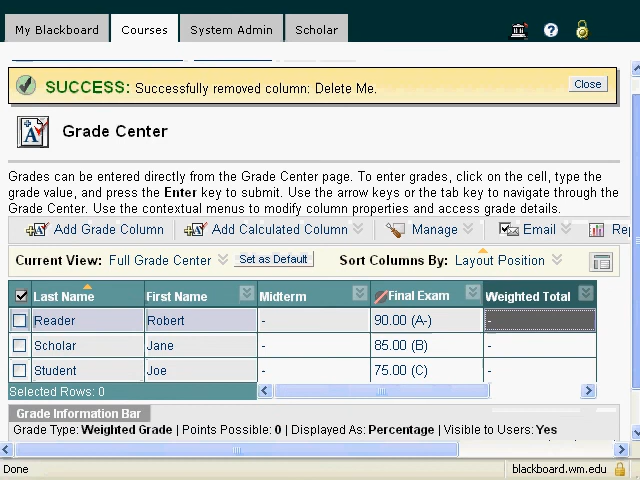 My Blackboard Courses System Admin Scholar
SUCCESS: Successfully removed column: Delete Me. Close
Grade Center
Grades can be entered directly from the Grade Center page. To enter grades, click on the cell, type the
grade value, and press the Enter key to submit. Use the arrow keys or the tab key to navigate through the
Grade Center. Use the contextual menus to modify column properties and access grade details.
Add Grade Column Add Calculated Column Manage Email Rep
Current View: Full Grade Center Set as Default Sort Columns By: Layout Position
Last Name First Name Midterm Final Exam Weighted Total
Reader Robert - 90.00 (A-) -
Scholar Jane - 85.00 (B) -
Student Joe - 75.00 (C) -
Selected Rows: 0
Grade Information Bar
Grade Type: Weighted Grade | Points Possible: 0 | Displayed As: Percentage | Visible to Users: Yes
Done blackboard.wm.edu